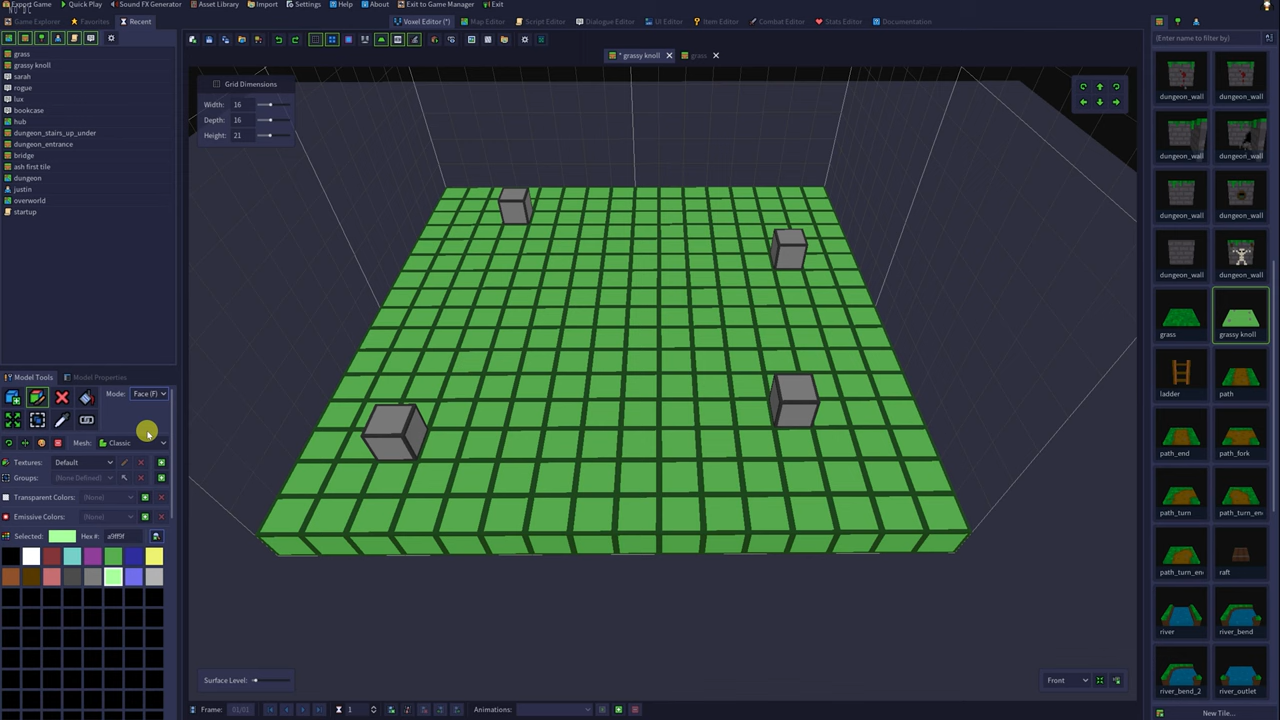 Export Game
Quick Play
Sound FX Generator
Asset Library
Import
Settings
Help
About
Exit to Game Manager
Exit
Game Explorer
Favorites
Recent
Voxel Editor (*)
Map Editor
Script Editor
Dialogue Editor
UI Editor
Item Editor
Combat Editor
Stats Editor
Documentation
(Enter name to filter by)
* grassy knoll
grass
grass
grassy knoll
sarah
rogue
lux
bookcase
hub
dungeon_stairs_up_under
dungeon_entrance
bridge
ash first tile
dungeon
justin
overworld
startup
Grid Dimensions
Width: 16
Depth: 16
Height: 21
Model Tools
Model Properties
Mode: Face (F)
Mesh: Classic
Textures: Default
Groups: (None Defined)
Transparent Colors: (None)
Emissive Colors: (None)
Selected:
Hex #: a9ff9f
Surface Level:
Front
Frame: 01/01
1
Animations:
dungeon_wall
dungeon_wall
dungeon_wall
dungeon_wall
dungeon_wall
dungeon_wall
dungeon_wall
dungeon_wall
grass
grassy knoll
ladder
path
path_end
path_fork
path_turn
path_turn_en
path_turn_en
raft
river
river_bend
river_bend_2
river_outlet
New Tile...